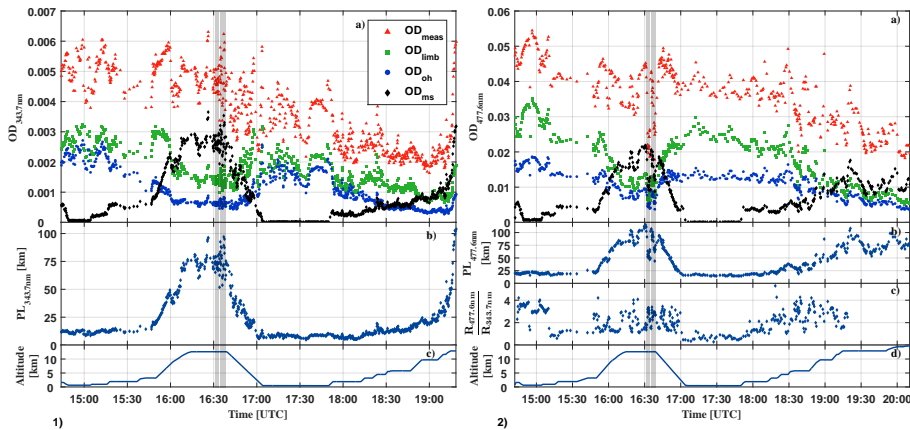 a)
0.007
0.006
0.005
0.004
0.003
0.002
0.001
0
OD343.7nm
ODmeas
ODlimb
ODoh
ODms
b)
100
75
50
25
0
PL343.7nm [km]
c)
10
5
0
Altitude [km]
15:00 15:30 16:00 16:30 17:00 17:30 18:00 18:30 19:00
Time [UTC]
1)
a)
0.06
0.05
0.04
0.03
0.02
0.01
0
OD477.6nm
b)
100
75
50
25
0
PL477.6nm [km]
c)
4
2
0
R477.6nm
R343.7nm
d)
10
5
0
Altitude [km]
15:00 15:30 16:00 16:30 17:00 17:30 18:00 18:30 19:00 19:30 20:00
Time [UTC]
2)